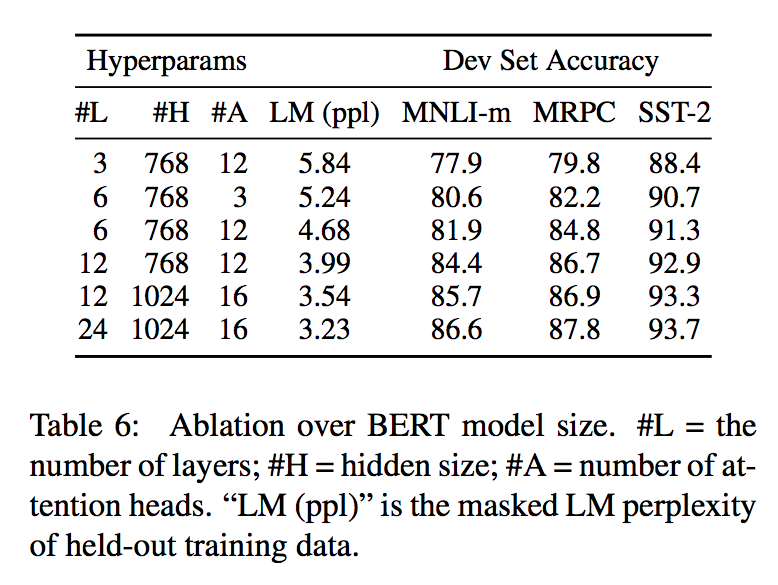 Hyperparams Dev Set Accuracy
#L #H #A LM (ppl) MNLI-m MRPC SST-2
3 768 12 5.84 77.9 79.8 88.4
6 768 3 5.24 80.6 82.2 90.7
6 768 12 4.68 81.9 84.8 91.3
12 768 12 3.99 84.4 86.7 92.9
12 1024 16 3.54 85.7 86.9 93.3
24 1024 16 3.23 86.6 87.8 93.7
Table 6: Ablation over BERT model size. #L = the
number of layers; #H = hidden size; #A = number of at-
tention heads. “LM (ppl)” is the masked LM perplexity
of held-out training data.